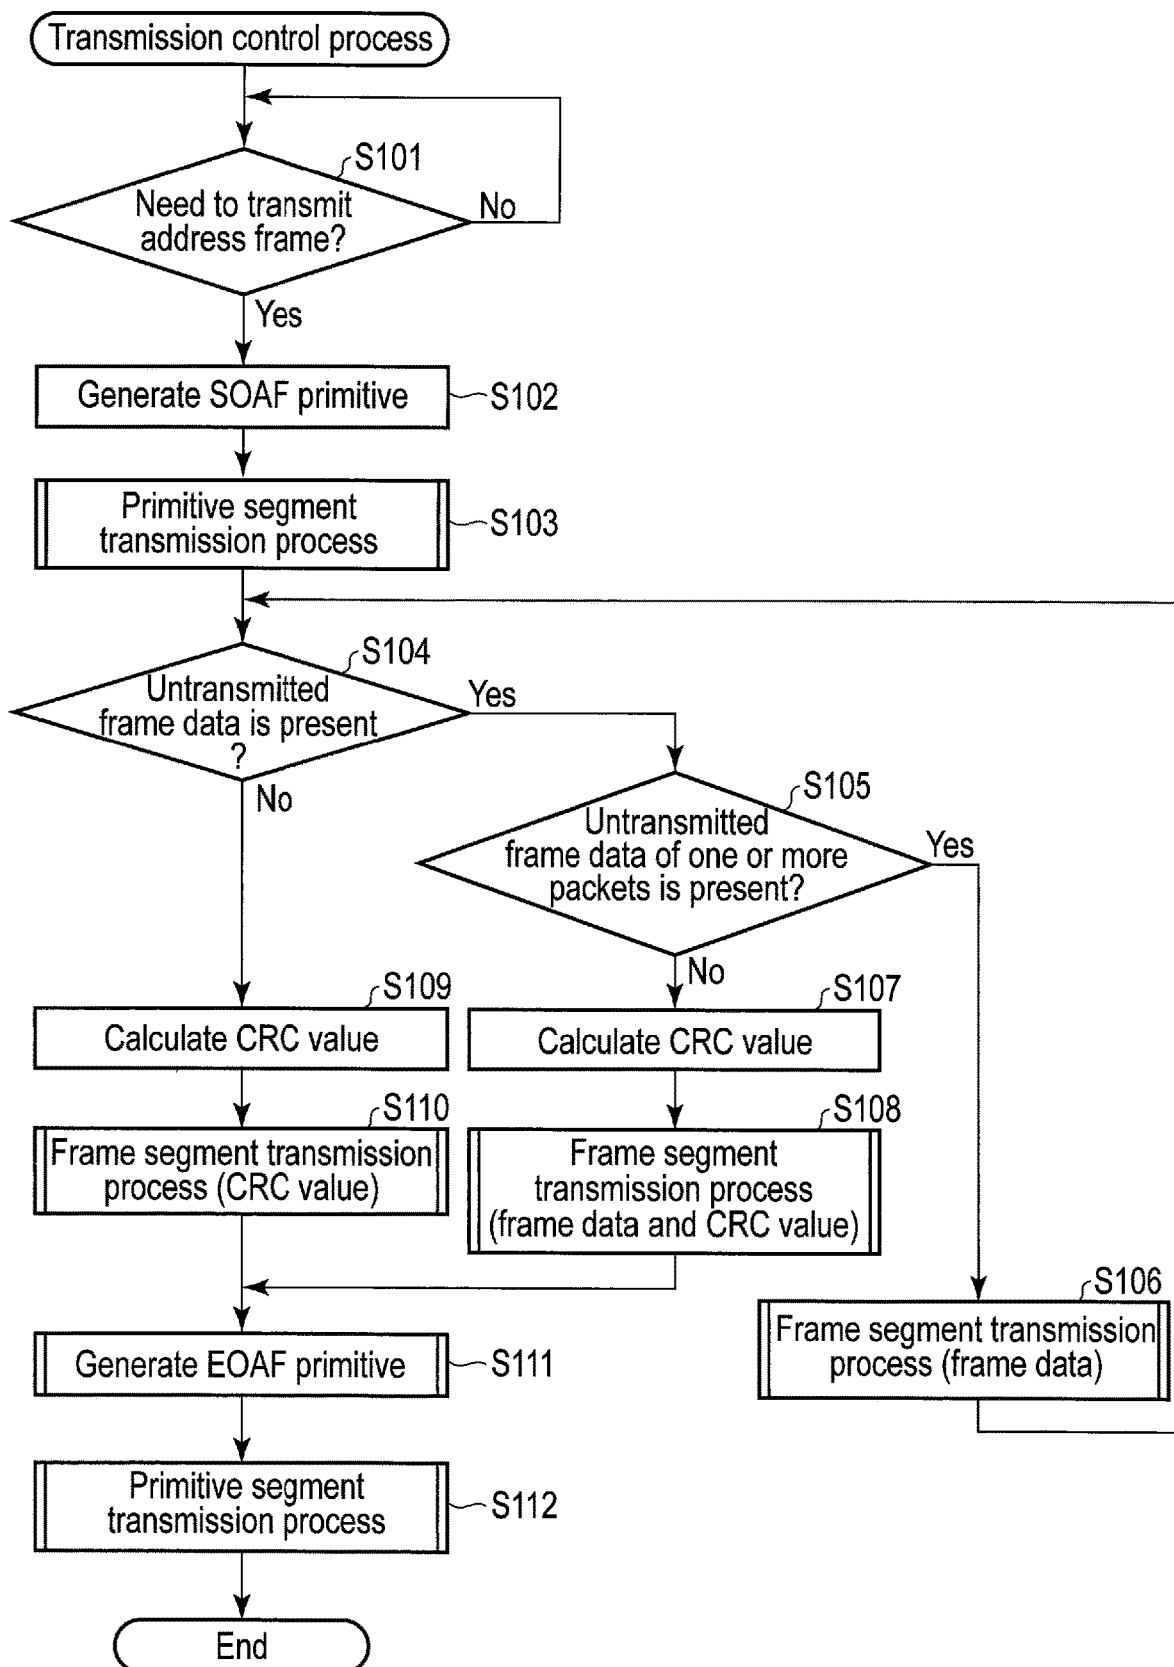 Transmission control process
S101
Need to transmit
address frame?
No
Yes
Generate SOAF primitive
S102
Primitive segment
transmission process
S103
S104
Untransmitted
frame data is present
?
Yes
No
S105
Untransmitted
frame data of one or more
packets is present?
Yes
No
S109
Calculate CRC value
S107
Calculate CRC value
S110
Frame segment transmission
process (CRC value)
S108
Frame segment
transmission process
(frame data and CRC value)
S106
Frame segment transmission
process (frame data)
Generate EOAF primitive
S111
Primitive segment
transmission process
S112
End